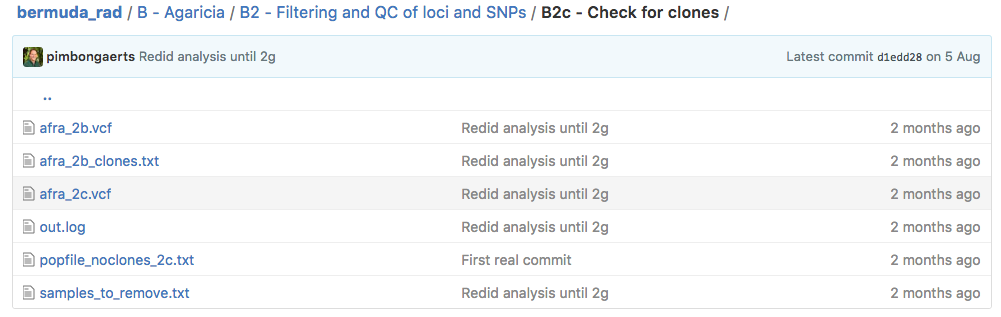 bermuda_rad / B - Agaricia / B2 - Filtering and QC of loci and SNPs / B2c - Check for clones /
pimbongaerts Redid analysis until 2g Latest commit d1edd28 on 5 Aug
..
afra_2b.vcf Redid analysis until 2g 2 months ago
afra_2b_clones.txt Redid analysis until 2g 2 months ago
afra_2c.vcf Redid analysis until 2g 2 months ago
out.log Redid analysis until 2g 2 months ago
popfile_noclones_2c.txt First real commit 2 months ago
samples_to_remove.txt Redid analysis until 2g 2 months ago